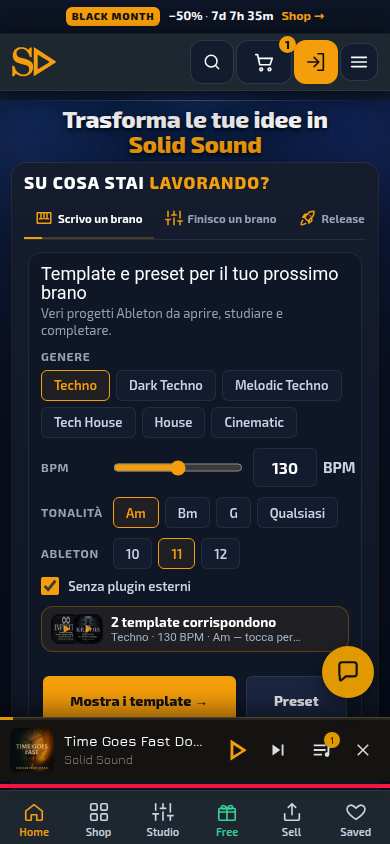 BLACK MONTH −50% · 7d 7h 35m Shop →
SD
1
Trasforma le tue idee in
Solid Sound
SU COSA STAI LAVORANDO?
Scrivo un brano Finisco un brano Release
Template e preset per il tuo prossimo
brano
Veri progetti Ableton da aprire, studiare e
completare.
GENERE
Techno Dark Techno Melodic Techno
Tech House House Cinematic
BPM 130 BPM
TONALITÀ Am Bm G Qualsiasi
ABLETON 10 11 12
Senza plugin esterni
2 template corrispondono
Techno · 130 BPM · Am — tocca per...
Mostra i template → Preset
TIME GOES
FAST
Time Goes Fast Do...
1
Solid Sound
Home Shop Studio Free Sell Saved